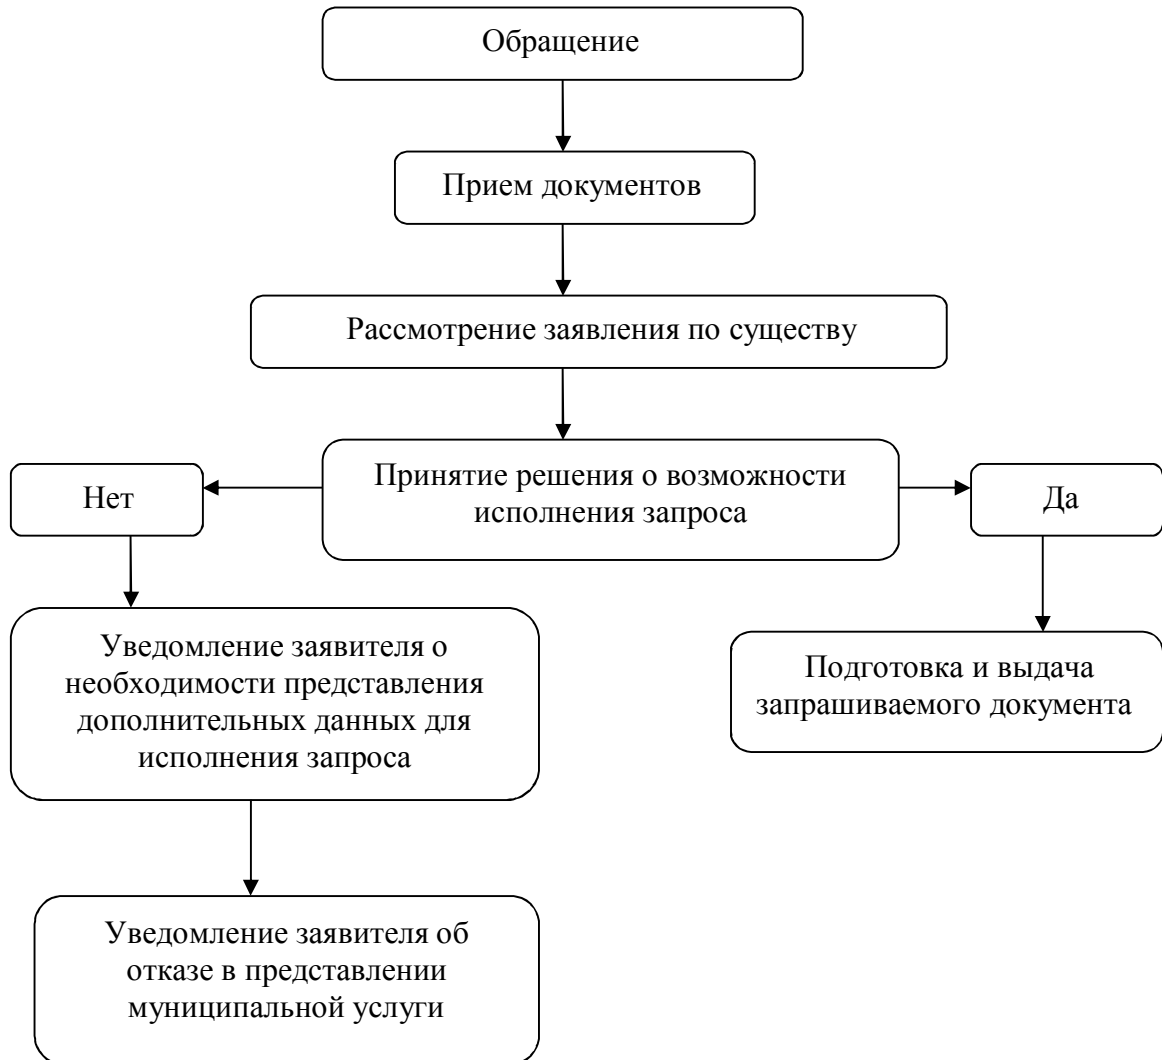 Обращение
Прием документов
Рассмотрение заявления по существу
Принятие решения о возможности
исполнения запроса
Нет
Да
Уведомление заявителя о
необходимости представления
дополнительных данных для
исполнения запроса
Подготовка и выдача
запрашиваемого документа
Уведомление заявителя об
отказе в представлении
муниципальной услуги